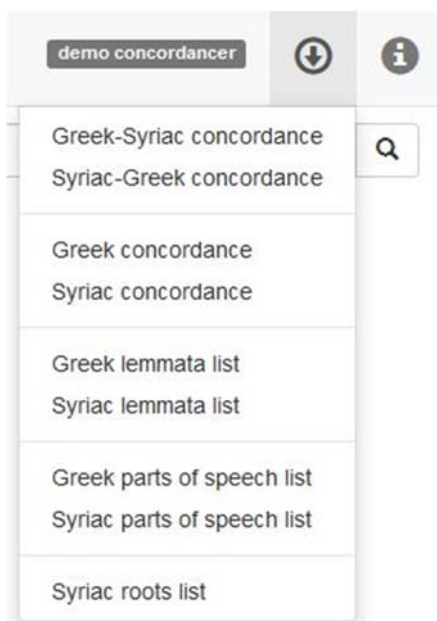 demo concordancer
Greek-Syriac concordance
Syriac-Greek concordance
Greek concordance
Syriac concordance
Greek lemmata list
Syriac lemmata list
Greek parts of speech list
Syriac parts of speech list
Syriac roots list